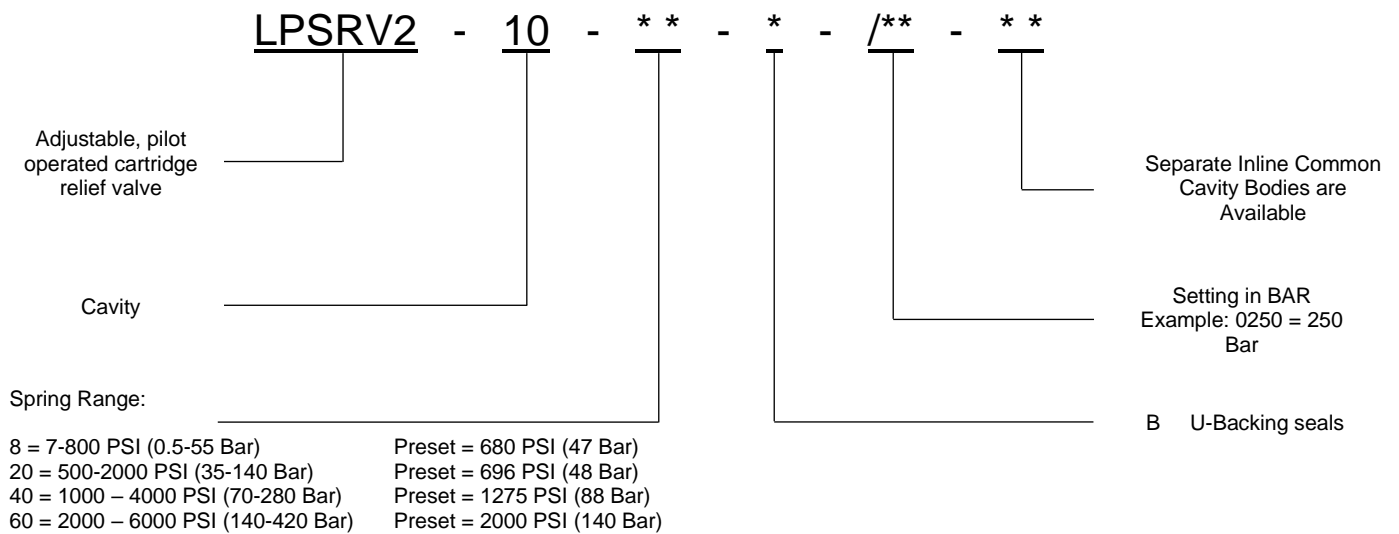 LPSRV2 - 10 - * * - * - /** - * *
Adjustable, pilot
operated cartridge
relief valve
Separate Inline Common
Cavity Bodies are
Available
Cavity
Setting in BAR
Example: 0250 = 250
Bar
Spring Range:
B U-Backing seals
8 = 7-800 PSI (0.5-55 Bar) Preset = 680 PSI (47 Bar)
20 = 500-2000 PSI (35-140 Bar) Preset = 696 PSI (48 Bar)
40 = 1000 – 4000 PSI (70-280 Bar) Preset = 1275 PSI (88 Bar)
60 = 2000 – 6000 PSI (140-420 Bar) Preset = 2000 PSI (140 Bar)